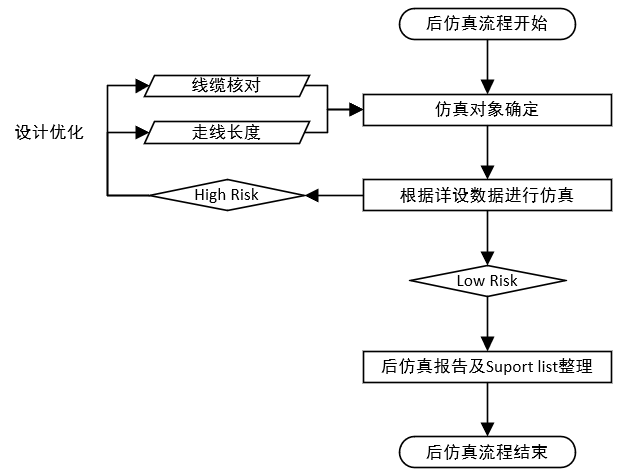 后仿真流程开始
线缆核对
仿真对象确定
设计优化
走线长度
High Risk
根据详设数据进行仿真
Low Risk
后仿真报告及Suport list整理
后仿真流程结束